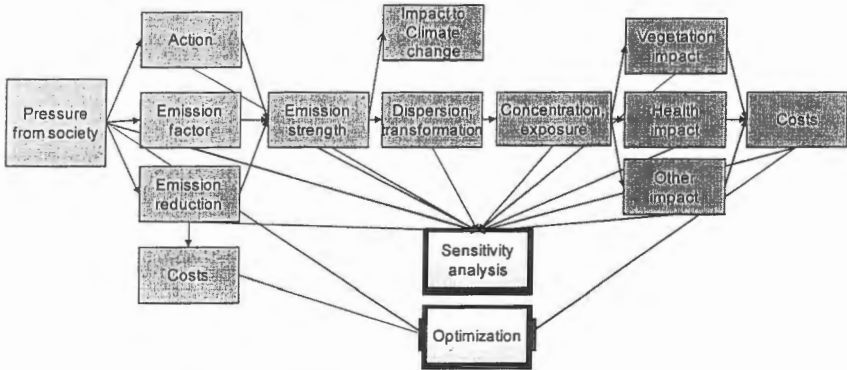 Pressure
from society
Action
Emission
factor
Emission
reduction
Costs
Emission
strength
Impact to
Climate
change
Dispersion
transformation
Concentration,
exposure
Vegetation
impact
Health
impact
Other
impact
Costs
Sensitivity
analysis
Optimization